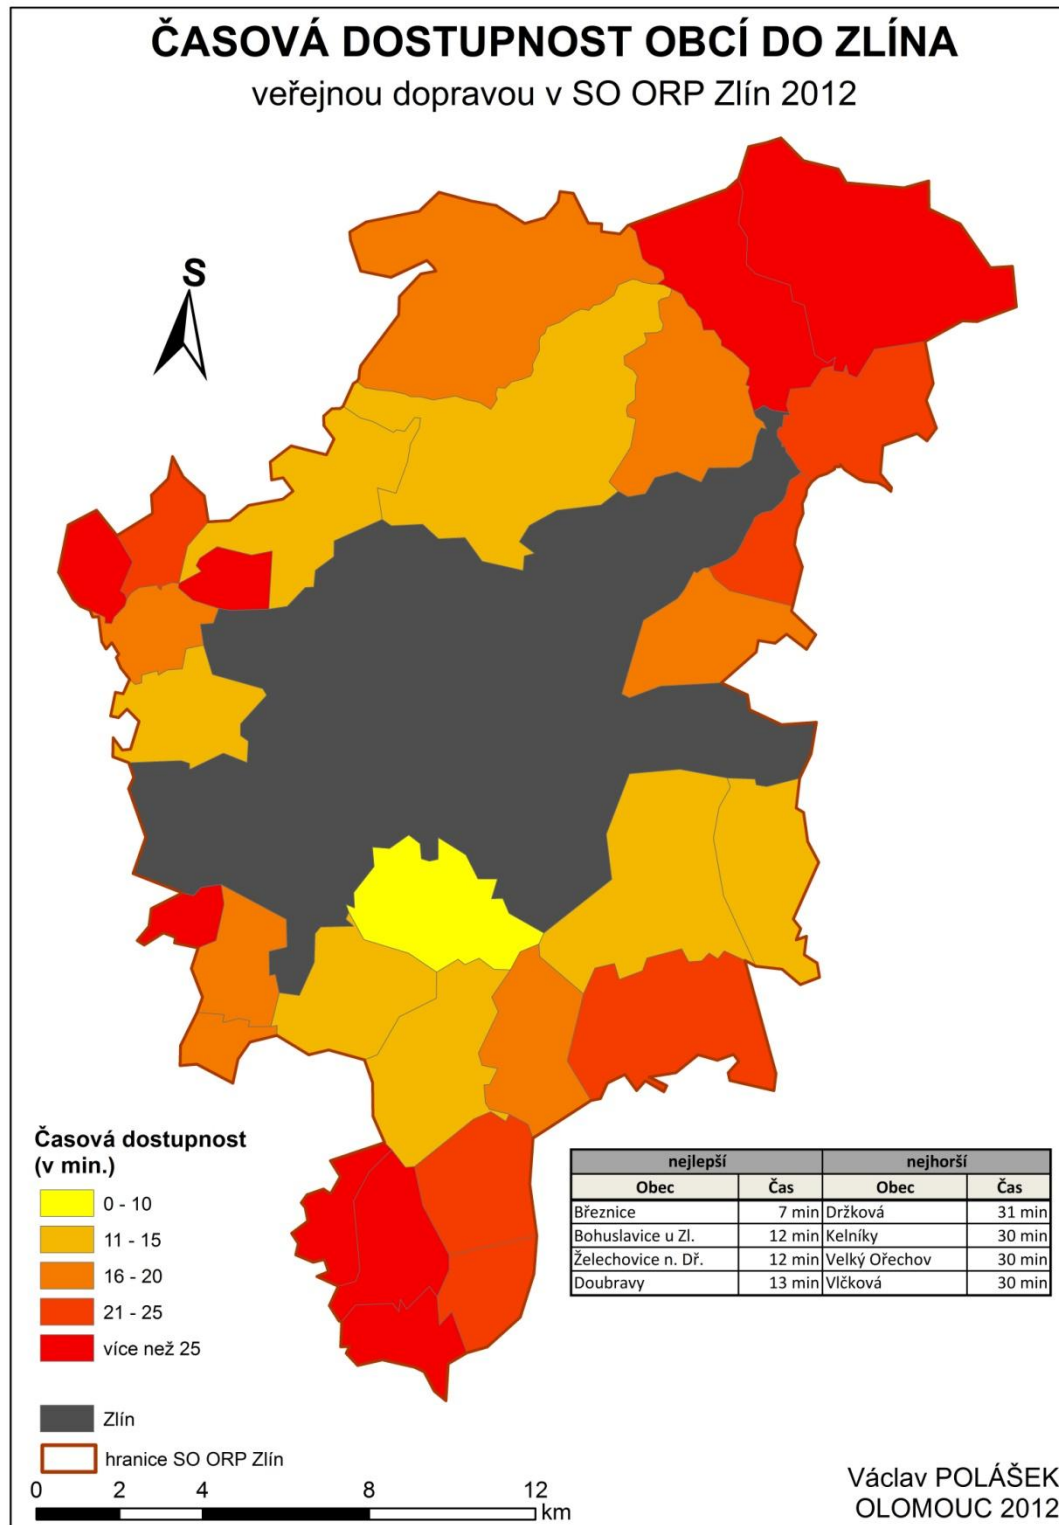 ČASOVÁ DOSTUPNOST OBCÍ DO ZLÍNA
veřejnou dopravou v SO ORP Zlín 2012
S
Časová dostupnost
(v min.)
0 - 10
11 - 15
16 - 20
21 - 25
více než 25
Zlín
hranice SO ORP Zlín
0 2 4 8 12
km
nejlepší nejhorší
Obec Čas Obec Čas
Březnice 7 min Držková 31 min
Bohuslavice u Zl. 12 min Kelníky 30 min
Želechovice n. Dř. 12 min Velký Ořechov 30 min
Doubravy 13 min Vlčková 30 min
Václav POLÁŠEK
OLOMOUC 2012